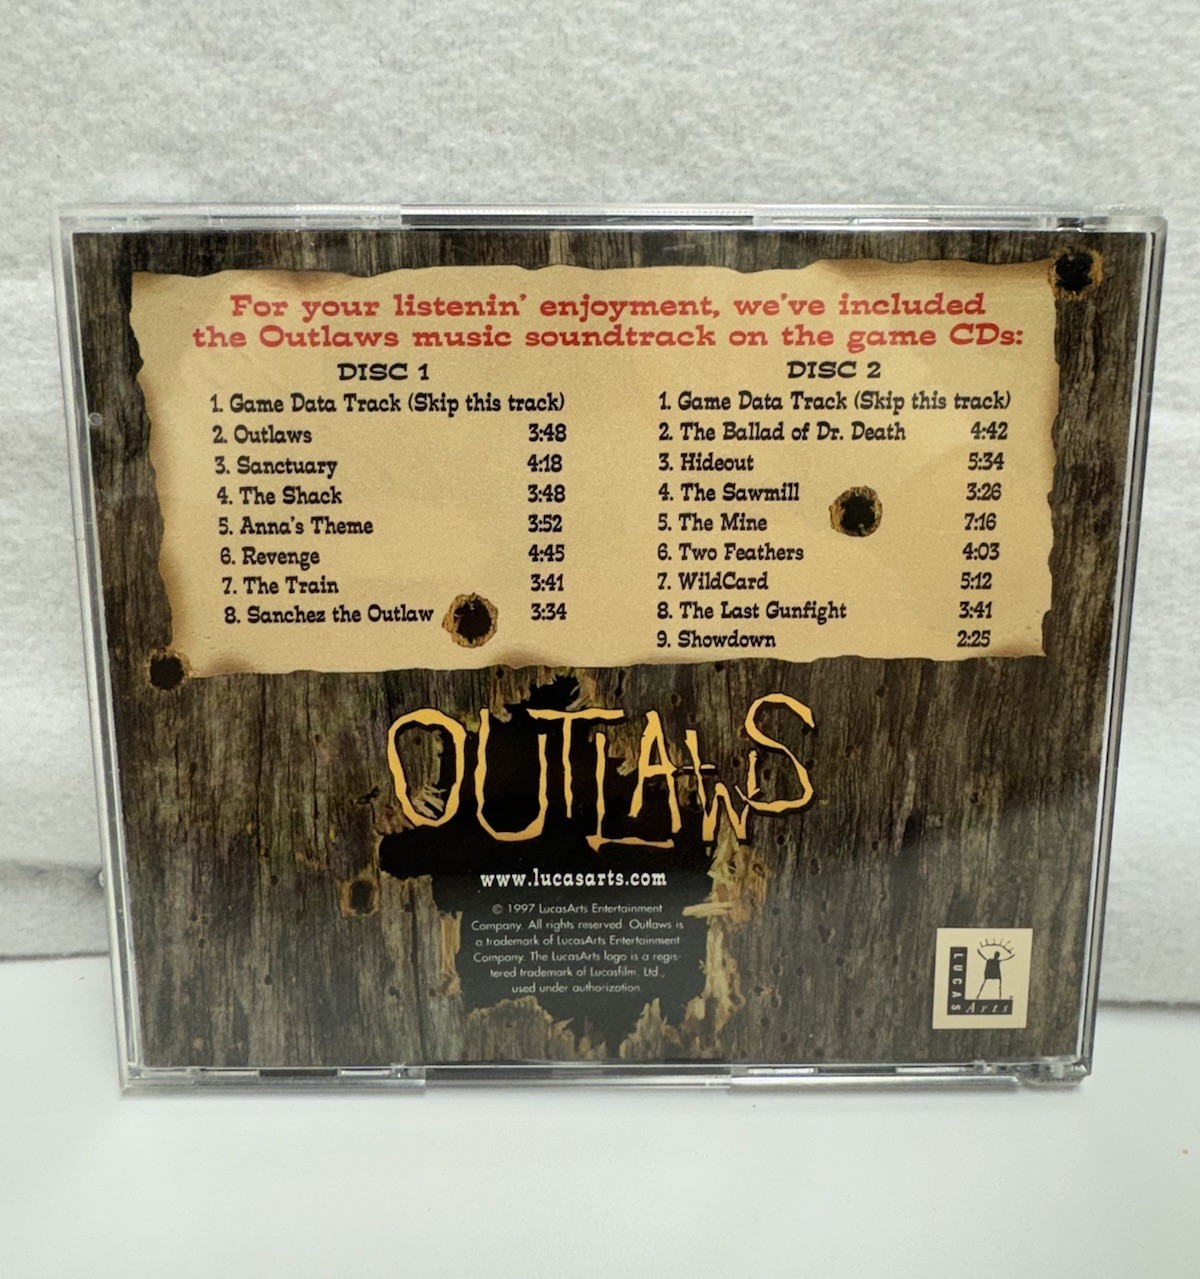 For your listenin' enjoyment, we've included
the Outlaws music soundtrack on the game CDs:
DISC 1
1. Game Data Track (Skip this track)
2. Outlaws 3:48
3. Sanctuary 4:18
4. The Shack 3:48
5. Anna's Theme 3:52
6. Revenge 4:45
7. The Train 3:41
8. Sanchez the Outlaw 3:34
DISC 2
1. Game Data Track (Skip this track)
2. The Ballad of Dr. Death 4:42
3. Hideout 5:34
4. The Sawmill 3:26
5. The Mine 7:16
6. Two Feathers 4:03
7. WildCard 5:12
8. The Last Gunfight 3:41
9. Showdown 2:25
OUTLAWS
www.lucasarts.com
© 1997 LucasArts Entertainment
Company. All rights reserved. Outlaws is
a trademark of LucasArts Entertainment
Company. The LucasArts logo is a regis-
tered trademark of Lucasfilm, Ltd.,
used under authorization.
LUCAS
Arts